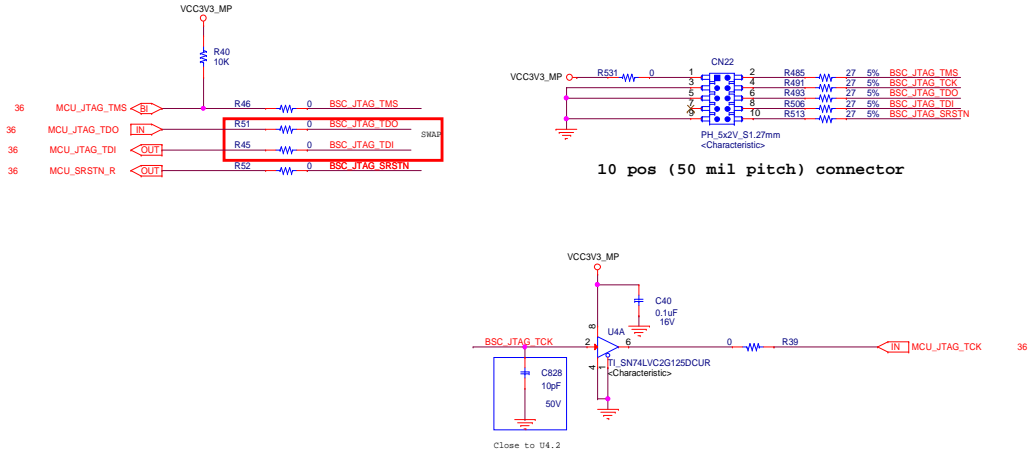 VCC3V3_MP
R40
10K
36 MCU_JTAG_TMS BI R46 0 BSC_JTAG_TMS
36 MCU_JTAG_TDO IN R51 0 BSC_JTAG_TDO
SWAP
36 MCU_JTAG_TDI OUT R45 0 BSC_JTAG_TDI
36 MCU_SRSTN_R OUT R52 0 BSC_JTAG_SRSTN
CN22
VCC3V3_MP R531 0 1 2 R485 27 5% BSC_JTAG_TMS
3 4 R491 27 5% BSC_JTAG_TCK
5 6 R493 27 5% BSC_JTAG_TDO
7 8 R506 27 5% BSC_JTAG_TDI
9 10 R513 27 5% BSC_JTAG_SRSTN
PH_5x2V_S1.27mm
<Characteristic>
10 pos (50 mil pitch) connector
VCC3V3_MP
C40
0.1uF
16V
8 U4A
BSC_JTAG_TCK 2 6 0 R39 IN MCU_JTAG_TCK 36
4 1 TI_SN74LVC2G125DCUR
<Characteristic>
C828
10pF
50V
Close to U4.2